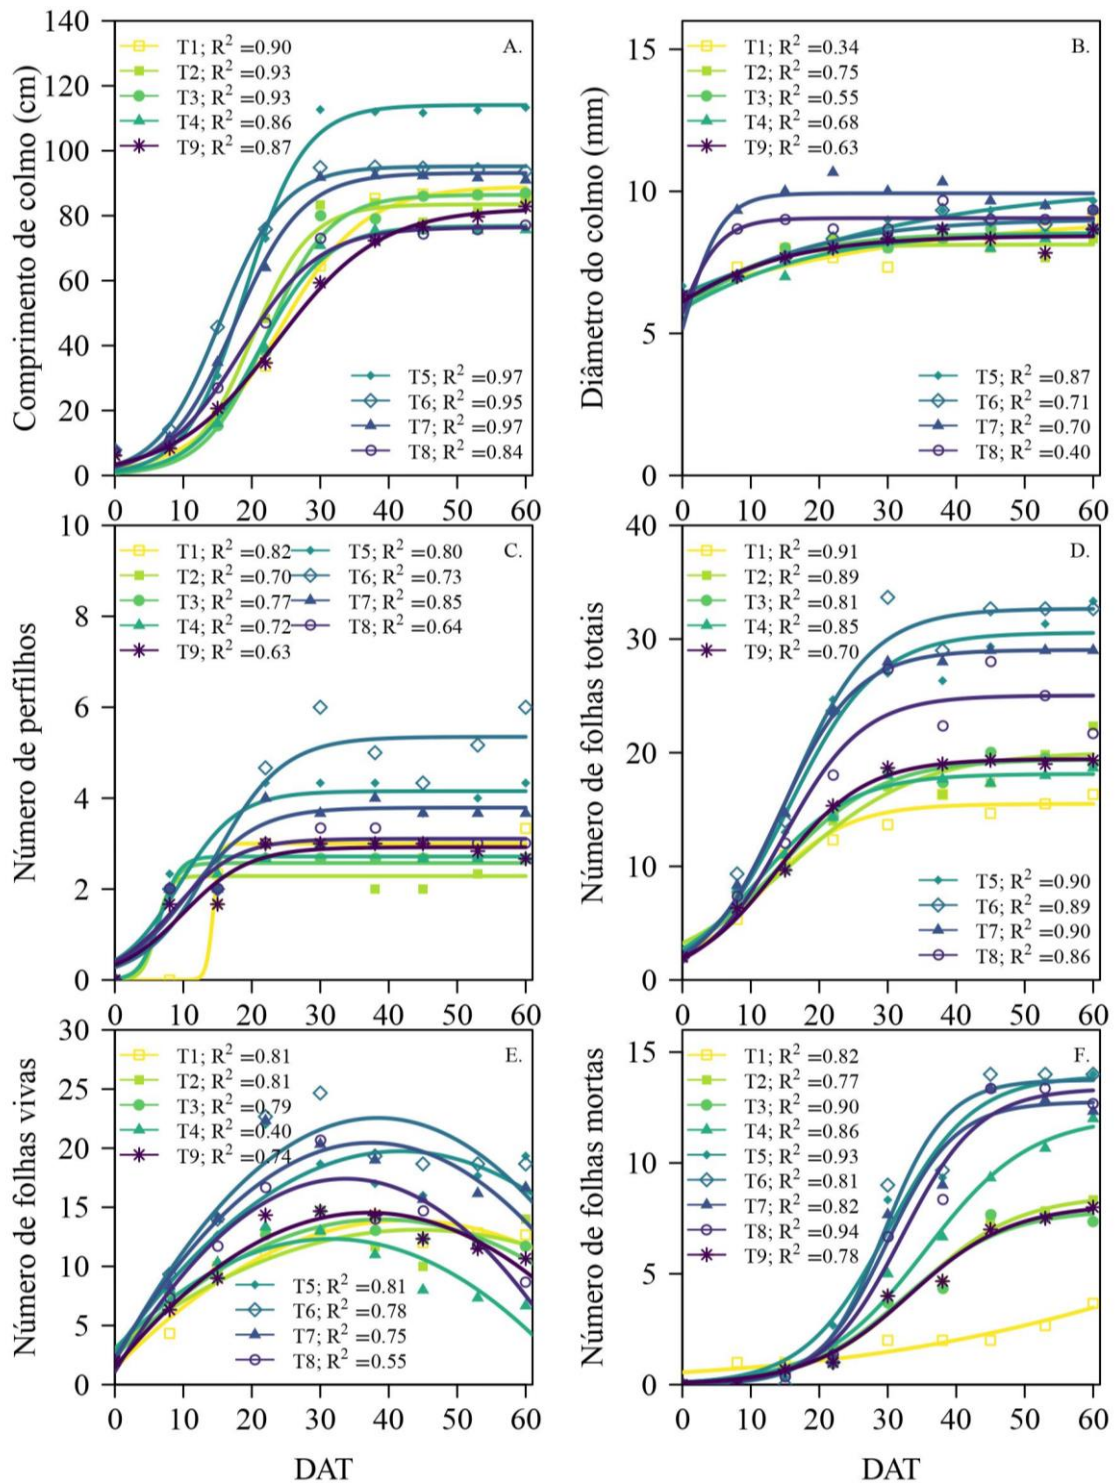 Comprimento de colmo (cm)
140
120
100
80
60
40
20
0
T1; R² =0.90
T2; R² =0.93
T3; R² =0.93
T4; R² =0.86
T9; R² =0.87
A.
T5; R² =0.97
T6; R² =0.95
T7; R² =0.97
T8; R² =0.84
0 10 20 30 40 50 60
Diâmetro do colmo (mm)
15
10
5
0
T1; R² =0.34
T2; R² =0.75
T3; R² =0.55
T4; R² =0.68
T9; R² =0.63
B.
T5; R² =0.87
T6; R² =0.71
T7; R² =0.70
T8; R² =0.40
0 10 20 30 40 50 60
Número de perfilhos
10
8
6
4
2
0
T1; R² =0.82
T2; R² =0.70
T3; R² =0.77
T4; R² =0.72
T9; R² =0.63
T5; R² =0.80
T6; R² =0.73
T7; R² =0.85
T8; R² =0.64
C.
0 10 20 30 40 50 60
Número de folhas totais
40
30
20
10
0
T1; R² =0.91
T2; R² =0.89
T3; R² =0.81
T4; R² =0.85
T9; R² =0.70
D.
T5; R² =0.90
T6; R² =0.89
T7; R² =0.90
T8; R² =0.86
0 10 20 30 40 50 60
Número de folhas vivas
30
25
20
15
10
5
0
T1; R² =0.81
T2; R² =0.81
T3; R² =0.79
T4; R² =0.40
T9; R² =0.74
E.
T5; R² =0.81
T6; R² =0.78
T7; R² =0.75
T8; R² =0.55
0 10 20 30 40 50 60
DAT
Número de folhas mortas
15
10
5
0
T1; R² =0.82
T2; R² =0.77
T3; R² =0.90
T4; R² =0.86
T5; R² =0.93
T6; R² =0.81
T7; R² =0.82
T8; R² =0.94
T9; R² =0.78
F.
0 10 20 30 40 50 60
DAT